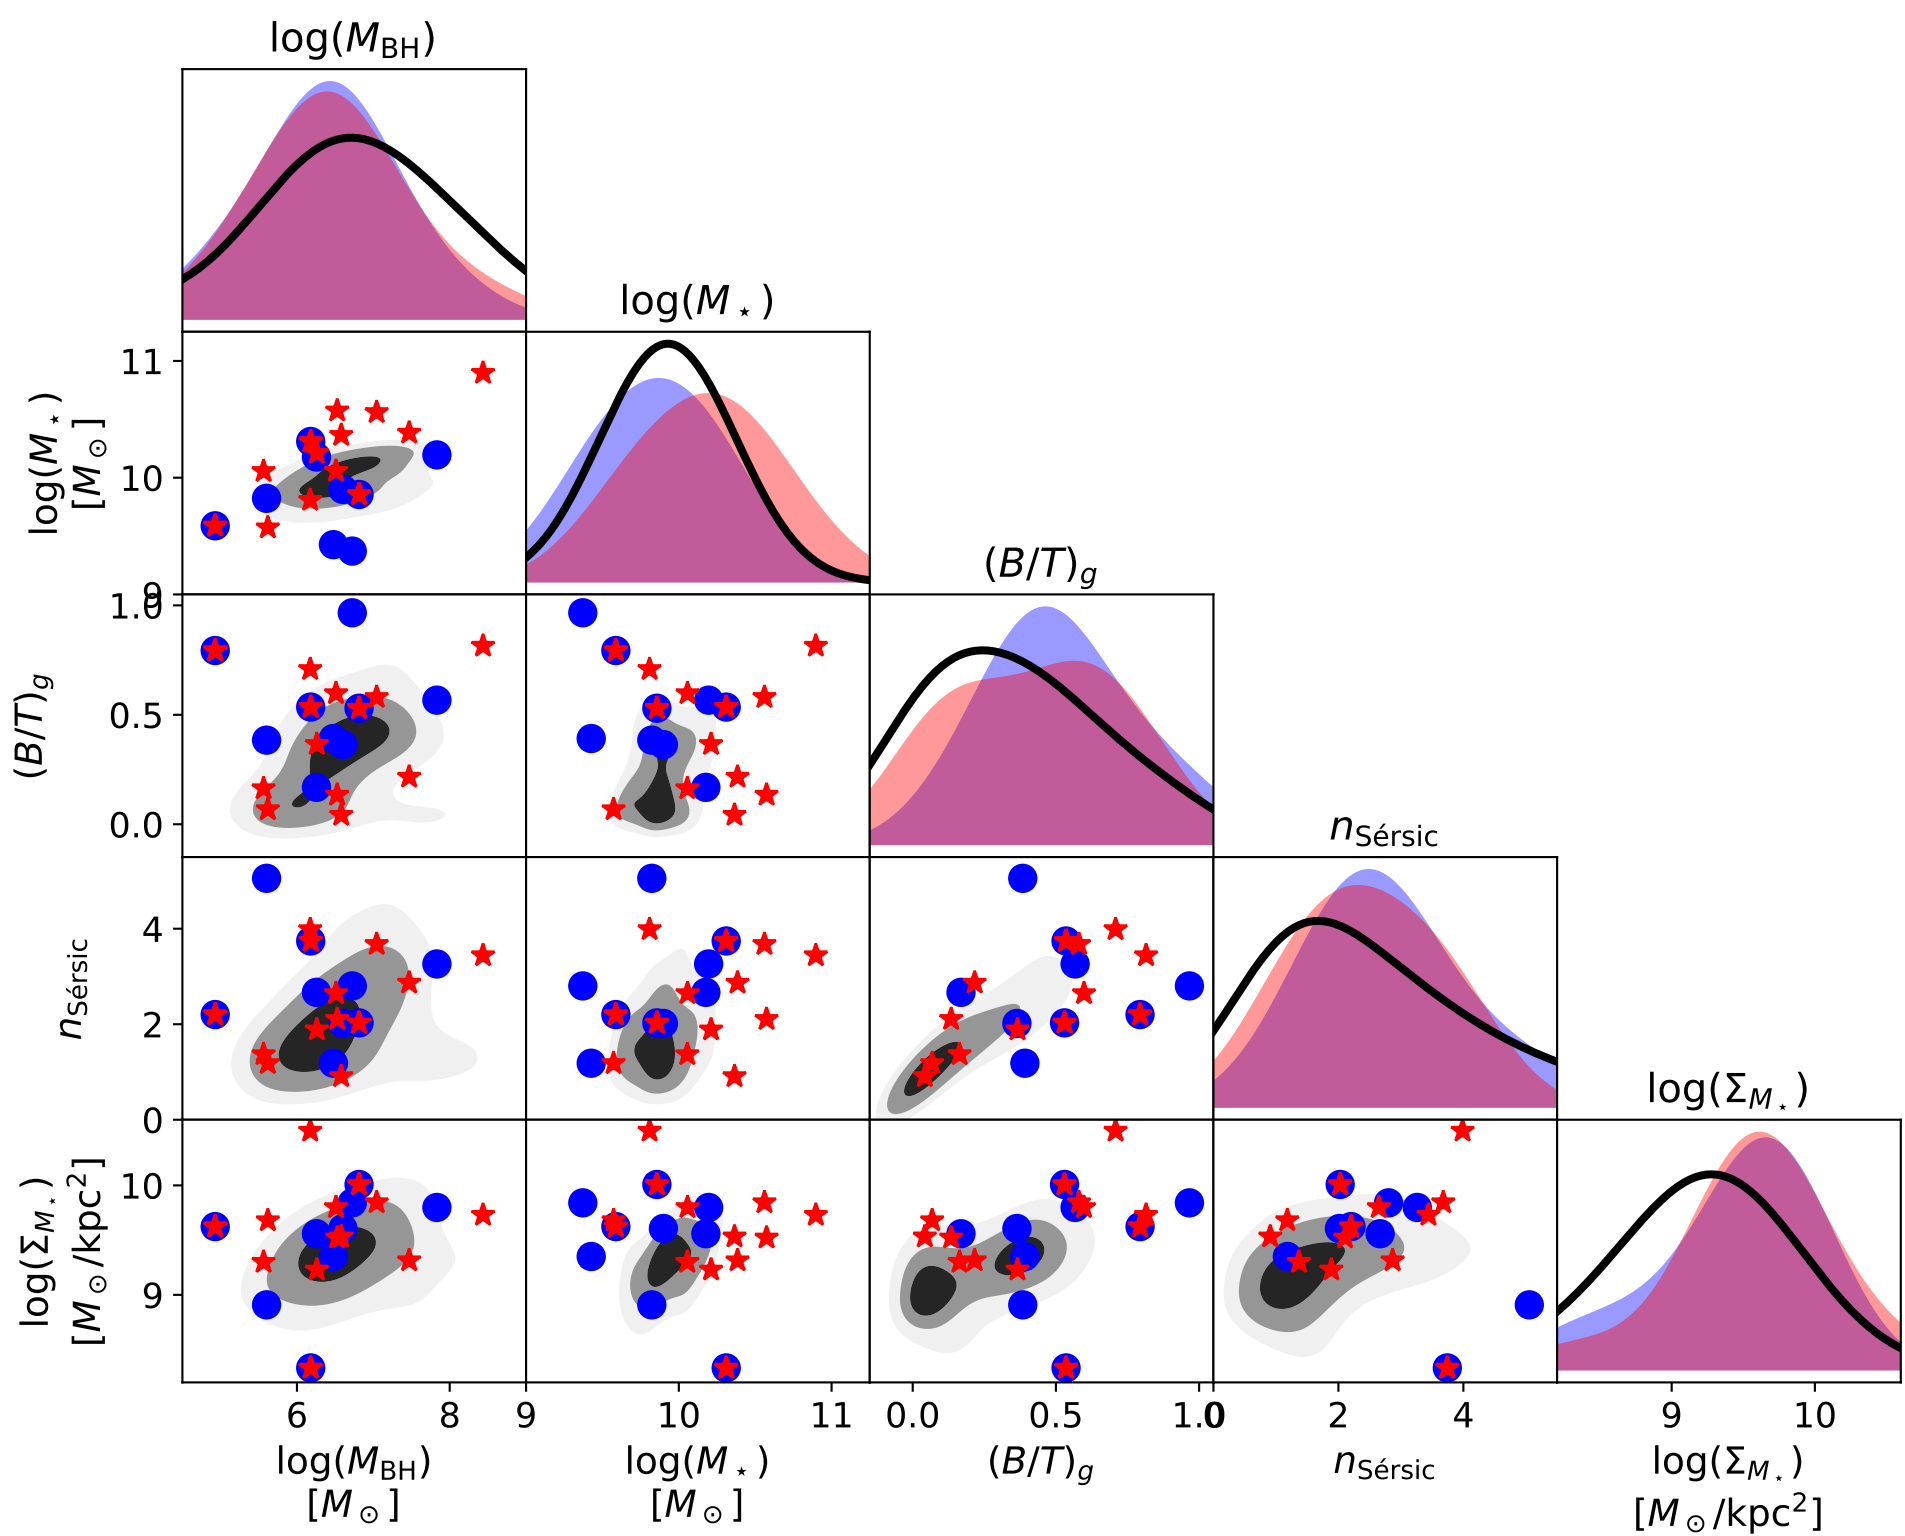 log(M_BH)
log(M_⋆)
11
10
9
log(M_⋆)
[M_⊙]
(B/T)_g
1.0
0.5
0.0
(B/T)_g
n_Sérsic
4
2
0
n_Sérsic
log(Σ_M⋆)
10
9
log(Σ_M⋆)
[M_⊙/kpc²]
6 8 9 10 11 0.0 0.5 1.0 0 2 4 9 10
log(M_BH) log(M_⋆) (B/T)_g n_Sérsic log(Σ_M⋆)
[M_⊙] [M_⊙] [M_⊙/kpc²]